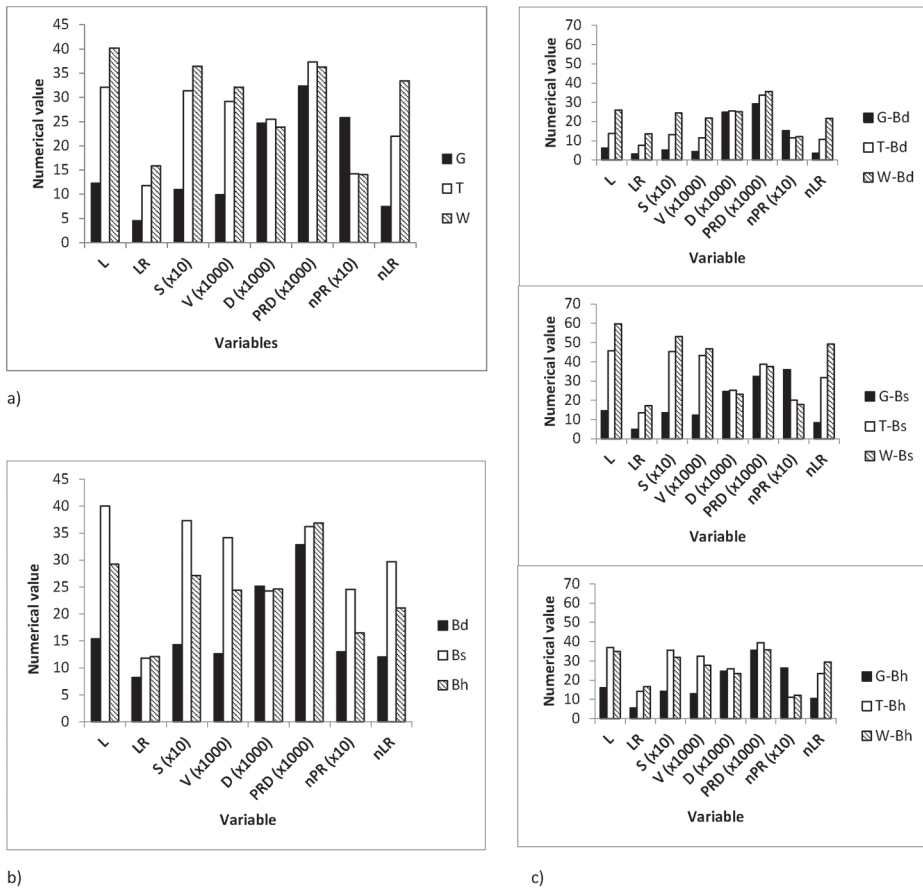 45
40
35
30
25
20
15
10
5
0
Numerical value
L
LR
S (x10)
V (x1000)
D (x1000)
PRD (x1000)
nPR (x10)
nLR
Variables
G
T
W
a)
45
40
35
30
25
20
15
10
5
0
Numerical value
L
LR
S (x10)
V (x1000)
D (x1000)
PRD (x1000)
nPR (x10)
nLR
Variable
Bd
Bs
Bh
b)
70
60
50
40
30
20
10
0
Numerical value
L
LR
S (x10)
V (x1000)
D (x1000)
PRD (x1000)
nPR (x10)
nLR
Variable
G-Bd
T-Bd
W-Bd
70
60
50
40
30
20
10
0
Numerical value
L
LR
S (x10)
V (x1000)
D (x1000)
PRD (x1000)
nPR (x10)
nLR
Variable
G-Bs
T-Bs
W-Bs
70
60
50
40
30
20
10
0
Numerical value
L
LR
S (x10)
V (x1000)
D (x1000)
PRD (x1000)
nPR (x10)
nLR
Variable
G-Bh
T-Bh
W-Bh
c)